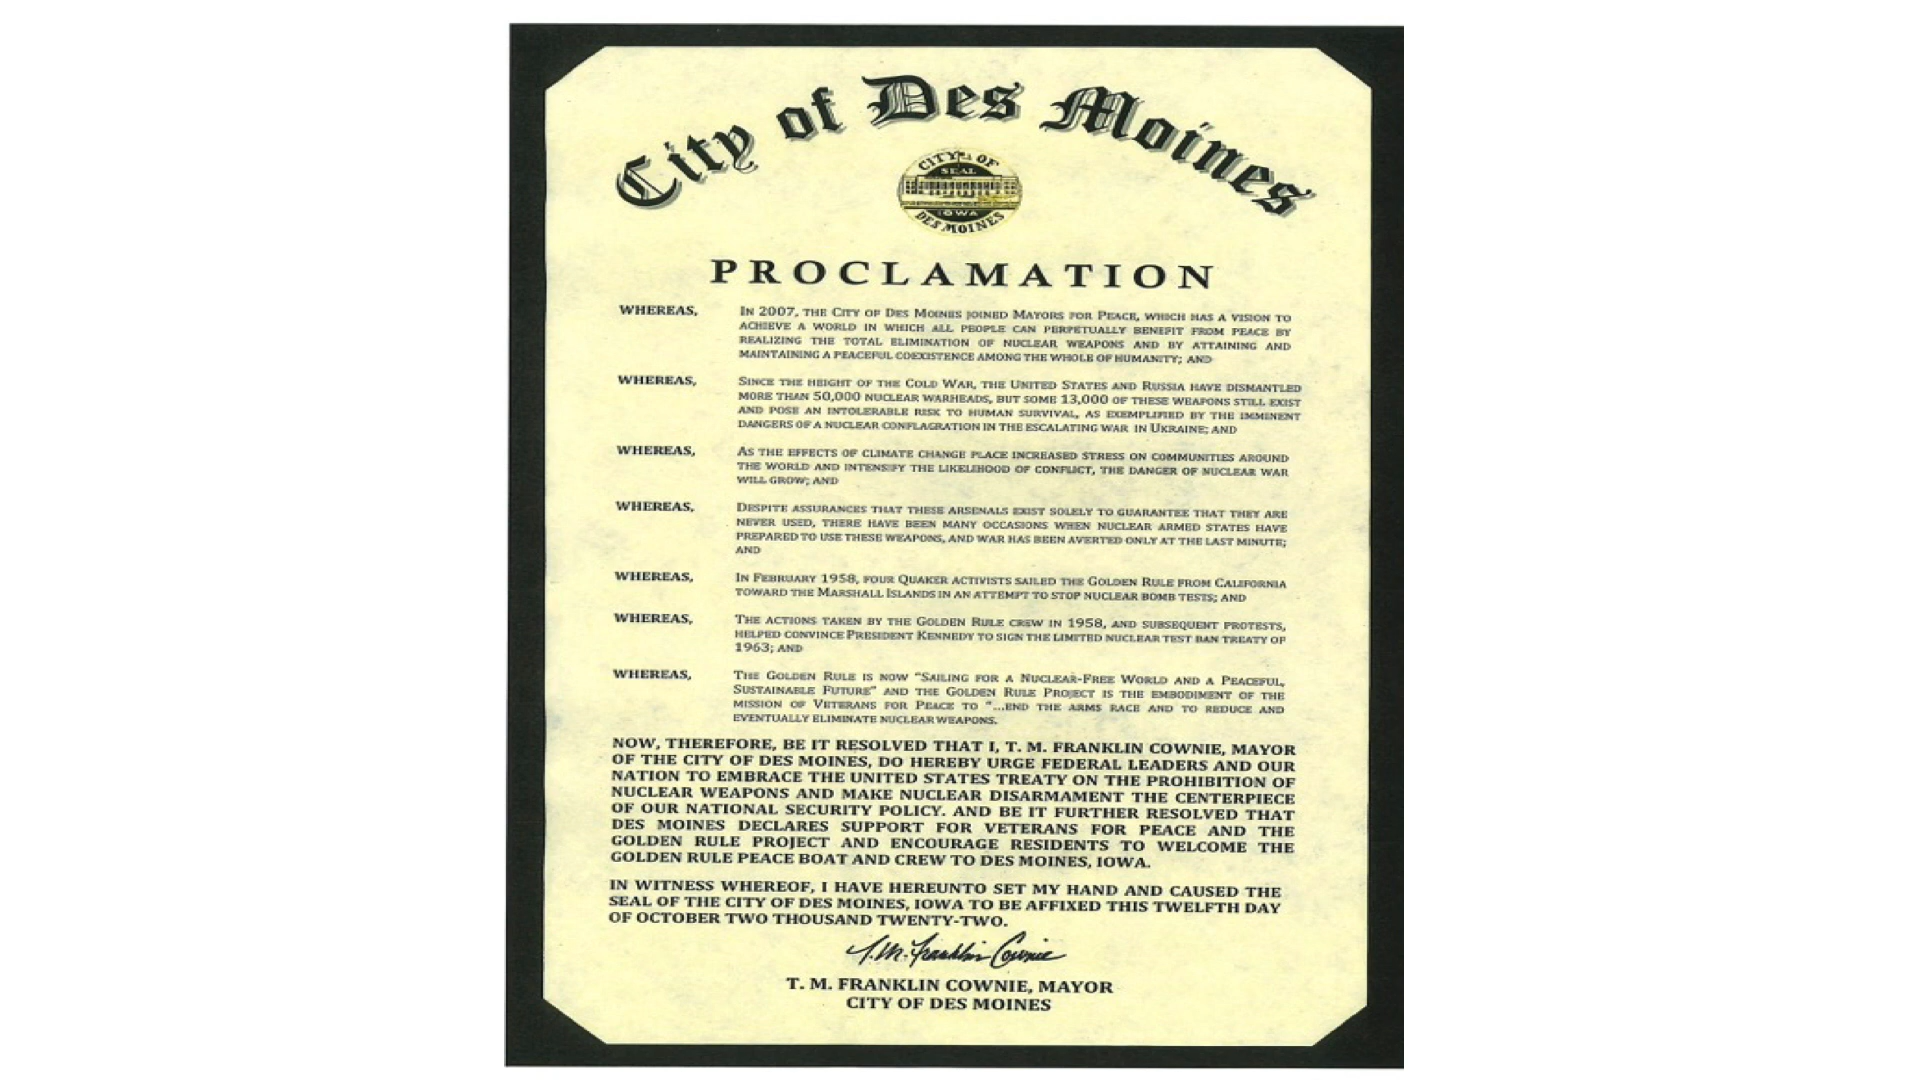 City of Des Moines
CITY OF
SEAL
IOWA
DES MOINES
PROCLAMATION
WHEREAS, IN 2007, THE CITY OF DES MOINES JOINED MAYORS FOR PEACE, WHICH HAS A VISION TO
ACHIEVE A WORLD IN WHICH ALL PEOPLE CAN PERPETUALLY BENEFIT FROM PEACE BY
REALIZING THE TOTAL ELIMINATION OF NUCLEAR WEAPONS AND BY ATTAINING AND
MAINTAINING A PEACEFUL COEXISTENCE AMONG THE WHOLE OF HUMANITY; AND
WHEREAS, SINCE THE HEIGHT OF THE COLD WAR, THE UNITED STATES AND RUSSIA HAVE DISMANTLED
MORE THAN 50,000 NUCLEAR WARHEADS, BUT SOME 13,000 OF THESE WEAPONS STILL EXIST
AND POSE AN INTOLERABLE RISK TO HUMAN SURVIVAL, AS EXEMPLIFIED BY THE IMMINENT
DANGERS OF A NUCLEAR CONFLAGRATION IN THE ESCALATING WAR IN UKRAINE; AND
WHEREAS, AS THE EFFECTS OF CLIMATE CHANGE PLACE INCREASED STRESS ON COMMUNITIES AROUND
THE WORLD AND INTENSIFY THE LIKELIHOOD OF CONFLICT, THE DANGER OF NUCLEAR WAR
WILL GROW; AND
WHEREAS, DESPITE ASSURANCES THAT THESE ARSENALS EXIST SOLELY TO GUARANTEE THAT THEY ARE
NEVER USED, THERE HAVE BEEN MANY OCCASIONS WHEN NUCLEAR ARMED STATES HAVE
PREPARED TO USE THESE WEAPONS, AND WAR HAS BEEN AVERTED ONLY AT THE LAST MINUTE;
AND
WHEREAS, IN FEBRUARY 1958, FOUR QUAKER ACTIVISTS SAILED THE GOLDEN RULE FROM CALIFORNIA
TOWARD THE MARSHALL ISLANDS IN AN ATTEMPT TO STOP NUCLEAR BOMB TESTS; AND
WHEREAS, THE ACTIONS TAKEN BY THE GOLDEN RULE CREW IN 1958, AND SUBSEQUENT PROTESTS,
HELPED CONVINCE PRESIDENT KENNEDY TO SIGN THE LIMITED NUCLEAR TEST BAN TREATY OF
1963; AND
WHEREAS, THE GOLDEN RULE IS NOW "SAILING FOR A NUCLEAR-FREE WORLD AND A PEACEFUL,
SUSTAINABLE FUTURE" AND THE GOLDEN RULE PROJECT IS THE EMBODIMENT OF THE
MISSION OF VETERANS FOR PEACE TO "...END THE ARMS RACE AND TO REDUCE AND
EVENTUALLY ELIMINATE NUCLEAR WEAPONS.
NOW, THEREFORE, BE IT RESOLVED THAT I, T. M. FRANKLIN COWNIE, MAYOR
OF THE CITY OF DES MOINES, DO HEREBY URGE FEDERAL LEADERS AND OUR
NATION TO EMBRACE THE UNITED STATES TREATY ON THE PROHIBITION OF
NUCLEAR WEAPONS AND MAKE NUCLEAR DISARMAMENT THE CENTERPIECE
OF OUR NATIONAL SECURITY POLICY. AND BE IT FURTHER RESOLVED THAT
DES MOINES DECLARES SUPPORT FOR VETERANS FOR PEACE AND THE
GOLDEN RULE PROJECT AND ENCOURAGE RESIDENTS TO WELCOME THE
GOLDEN RULE PEACE BOAT AND CREW TO DES MOINES, IOWA.
IN WITNESS WHEREOF, I HAVE HEREUNTO SET MY HAND AND CAUSED THE
SEAL OF THE CITY OF DES MOINES, IOWA TO BE AFFIXED THIS TWELFTH DAY
OF OCTOBER TWO THOUSAND TWENTY-TWO.
T. M. Franklin Cownie
T. M. FRANKLIN COWNIE, MAYOR
CITY OF DES MOINES